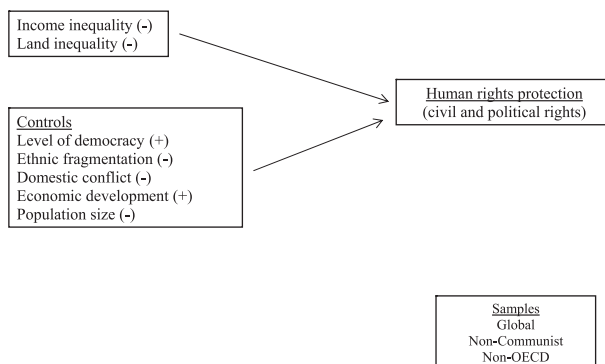 Income inequality (-)
Land inequality (-)
Human rights protection
(civil and political rights)
Controls
Level of democracy (+)
Ethnic fragmentation (-)
Domestic conflict (-)
Economic development (+)
Population size (-)
Samples
Global
Non-Communist
Non-OECD